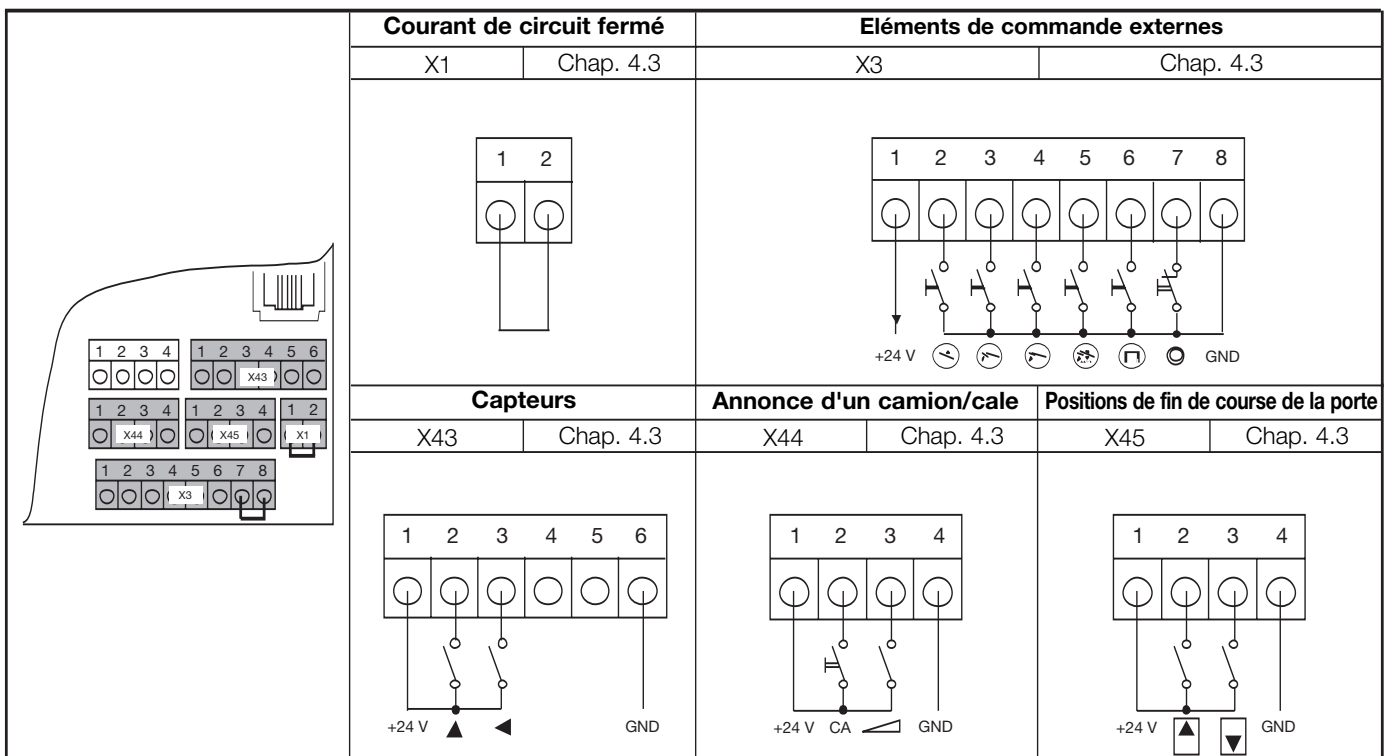 Courant de circuit fermé
Eléments de commande externes
X1 Chap. 4.3
X3 Chap. 4.3
1 2
1 2 3 4 5 6 7 8
+24 V GND
1 2 3 4
1 2 3 4 5 6
X43
1 2 3 4
1 2 3 4
1 2
X44
X45
X1
1 2 3 4 5 6 7 8
X3
Capteurs
Annonce d'un camion/cale
Positions de fin de course de la porte
X43 Chap. 4.3
X44 Chap. 4.3
X45 Chap. 4.3
1 2 3 4 5 6
+24 V GND
1 2 3 4
+24 V CA GND
1 2 3 4
+24 V GND